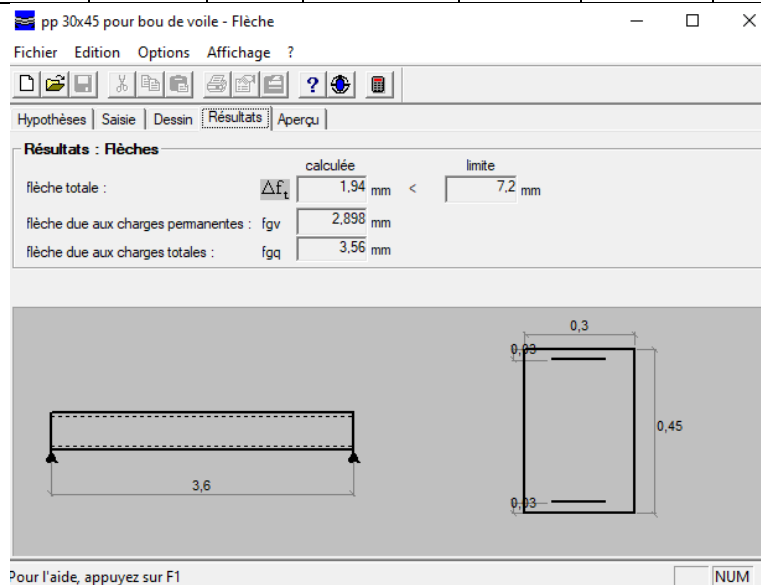 pp 30x45 pour bou de voile - Flèche
Fichier Edition Options Affichage ?
Hypothèses Saisie Dessin Résultats Aperçu
Résultats : Flèches
calculée limite
flèche totale : Δft 1,94 mm < 7,2 mm
flèche due aux charges permanentes : fgv 2,898 mm
flèche due aux charges totales : fgq 3,56 mm
0,3
0,03
0,45
3,6
0,03
Pour l'aide, appuyez sur F1 NUM